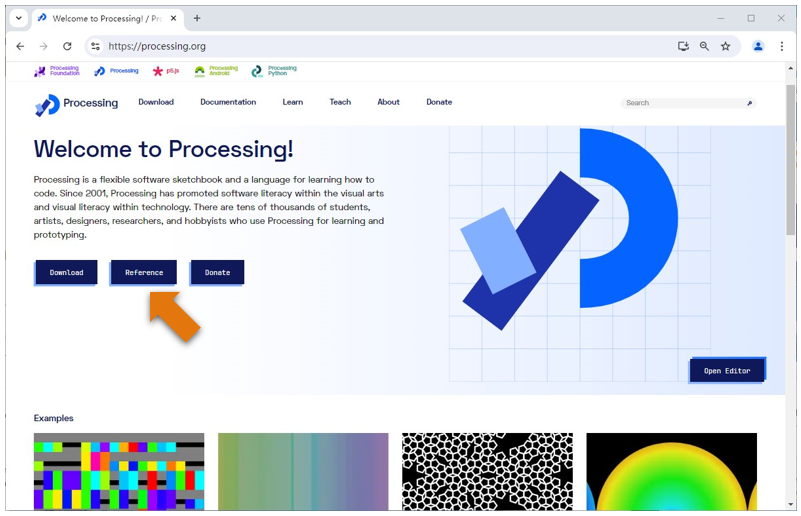 Welcome to Processing! / Pr
https://processing.org
Processing Foundation
Processing
p5.js
Processing Android
Processing Python
Processing
Download
Documentation
Learn
Teach
About
Donate
Search
Welcome to Processing!
Processing is a flexible software sketchbook and a language for learning how to
code. Since 2001, Processing has promoted software literacy within the visual arts
and visual literacy within technology. There are tens of thousands of students,
artists, designers, researchers, and hobbyists who use Processing for learning and
prototyping.
Download
Reference
Donate
Open Editor
Examples